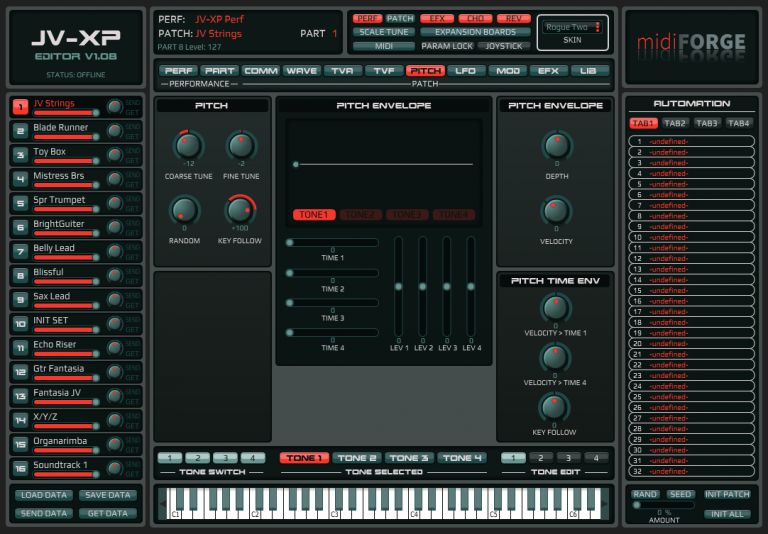 JV-XP
EDITOR V1.08
STATUS: OFFLINE
PERF: JV-XP Perf
PATCH: JV Strings PART 1
PART 8 Level: 127
PERF PATCH EFX CHO REV
SCALE TUNE EXPANSION BOARDS
MIDI PARAM LOCK JOYSTICK
Rogue Two
SKIN
midiFORGE
PERF PART COMM WAVE TVA TVF PITCH LFO MOD EFX LIB
PERFORMANCE PATCH
1 JV Strings SEND GET
2 Blade Runner SEND GET
3 Toy Box SEND GET
4 Mistress Brs SEND GET
5 Spr Trumpet SEND GET
6 BrightGuiter SEND GET
7 Belly Lead SEND GET
8 Blissful SEND GET
9 Sax Lead SEND GET
10 INIT SET SEND GET
11 Echo Riser SEND GET
12 Gtr Fantasia SEND GET
13 Fantasia JV SEND GET
14 X/Y/Z SEND GET
15 Organarimba SEND GET
16 Soundtrack 1 SEND GET
LOAD DATA SAVE DATA
SEND DATA GET DATA
PITCH
-12 -2
COARSE TUNE FINE TUNE
0 +100
RANDOM KEY FOLLOW
PITCH ENVELOPE
TONE1 TONE2 TONE3 TONE4
0
TIME 1
0
TIME 2
0
TIME 3
0
TIME 4
0 0 0 0
LEV 1 LEV 2 LEV 3 LEV 4
PITCH ENVELOPE
0
DEPTH
0
VELOCITY
PITCH TIME ENV
0
VELOCITY > TIME 1
0
VELOCITY > TIME 4
0
KEY FOLLOW
1 2 3 4
TONE SWITCH
TONE 1 TONE 2 TONE 3 TONE 4
TONE SELECTED
1 2 3 4
TONE EDIT
C1 C2 C3 C4 C5 C6
AUTOMATION
TAB1 TAB2 TAB3 TAB4
1 -undefined-
2 -undefined-
3 -undefined-
4 -undefined-
5 -undefined-
6 -undefined-
7 -undefined-
8 -undefined-
9 -undefined-
10 -undefined-
11 -undefined-
12 -undefined-
13 -undefined-
14 -undefined-
15 -undefined-
16 -undefined-
17 -undefined-
18 -undefined-
19 -undefined-
20 -undefined-
21 -undefined-
22 -undefined-
23 -undefined-
24 -undefined-
25 -undefined-
26 -undefined-
27 -undefined-
28 -undefined-
29 -undefined-
30 -undefined-
31 -undefined-
32 -undefined-
RAND SEED INIT PATCH
0 %
AMOUNT INIT ALL